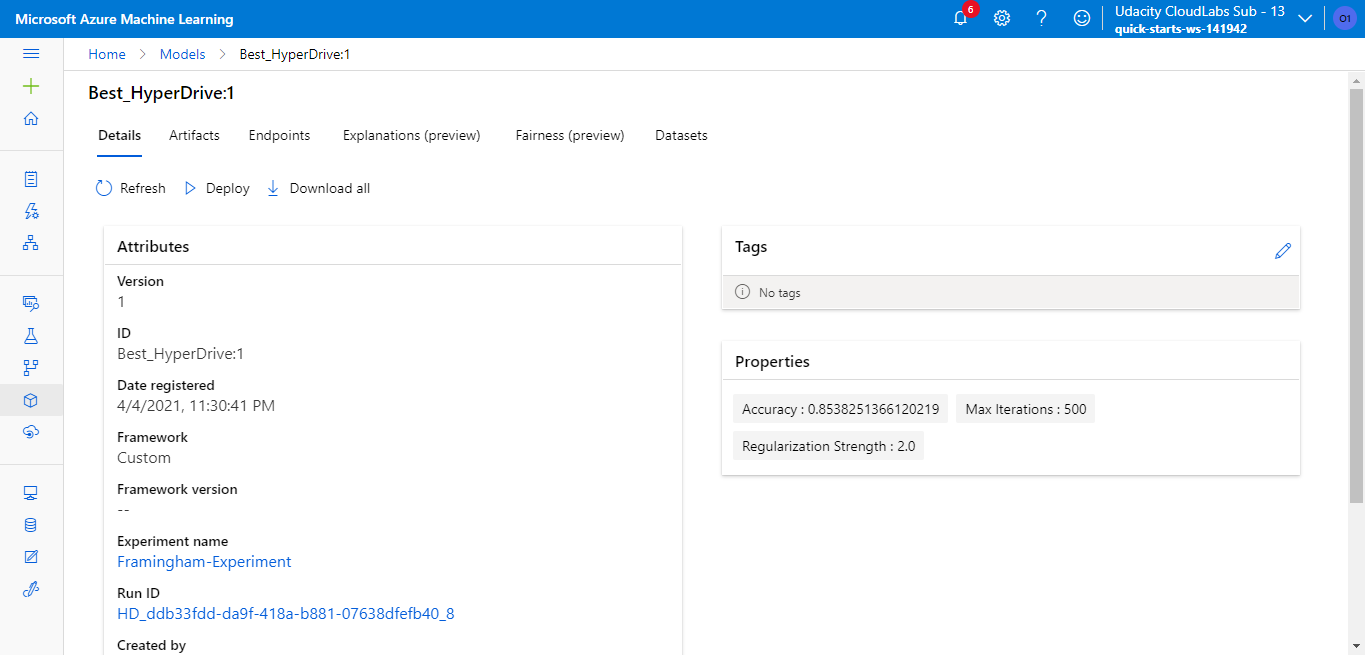 Microsoft Azure Machine Learning
6
Udacity CloudLabs Sub - 13
quick-starts-ws-141942
O1
Home > Models > Best_HyperDrive:1
Best_HyperDrive:1
Details Artifacts Endpoints Explanations (preview) Fairness (preview) Datasets
Refresh Deploy Download all
Attributes
Version
1
ID
Best_HyperDrive:1
Date registered
4/4/2021, 11:30:41 PM
Framework
Custom
Framework version
--
Experiment name
Framingham-Experiment
Run ID
HD_ddb33fdd-da9f-418a-b881-07638dfefb40_8
Created by
Tags
No tags
Properties
Accuracy : 0.8538251366120219 Max Iterations : 500
Regularization Strength : 2.0